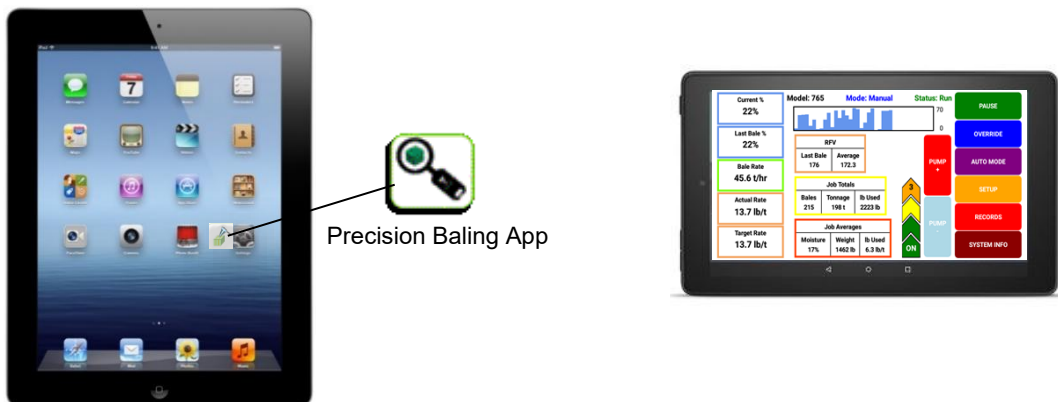 7
Precision Baling App
Current %
22%
Last Bale %
22%
Bale Rate
45.6 t/hr
Actual Rate
13.7 lb/t
Target Rate
13.7 lb/t
Model: 765 Mode: Manual Status: Run
70
0
RFV
Last Bale Average
176 172.3
Job Totals
Bales Tonnage lb Used
215 198 t 2223 lb
Job Averages
Moisture Weight lb Used
17% 1462 lb 6.3 lb/t
3
ON
PUMP
+
PUMP
PAUSE
OVERRIDE
AUTO MODE
SETUP
RECORDS
SYSTEM INFO